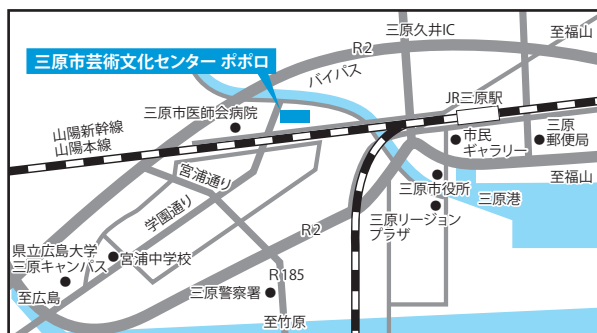 三原久井IC
至福山
R2
三原市芸術文化センター ポポロ
バイパス
JR三原駅
三原市医師会病院
山陽新幹線
山陽本線
市民
ギャラリー
三原
郵便局
宮浦通り
至福山
三原市役所
学園通り
三原港
三原リージョン
プラザ
R2
県立広島大学
三原キャンパス
宮浦中学校
R185
至広島
三原警察署
至竹原